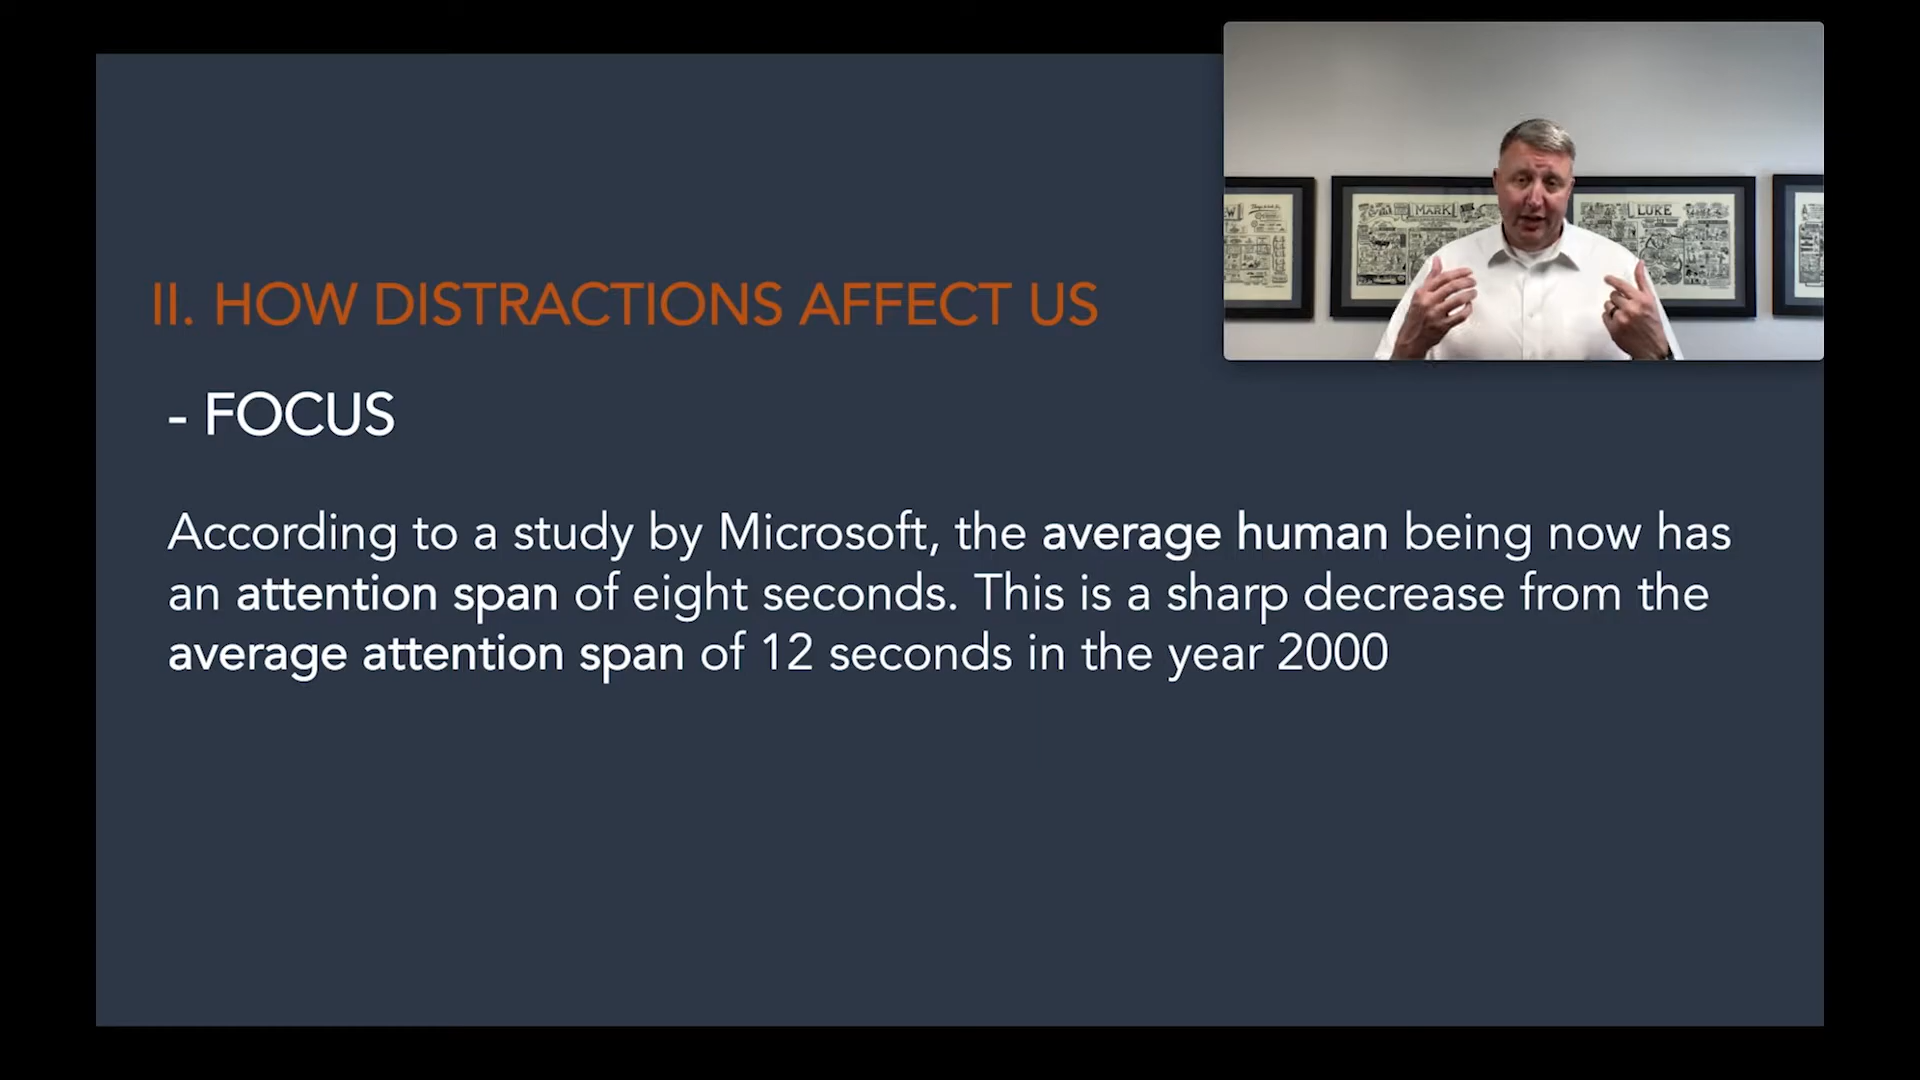 II. HOW DISTRACTIONS AFFECT US
- FOCUS
According to a study by Microsoft, the average human being now has
an attention span of eight seconds. This is a sharp decrease from the
average attention span of 12 seconds in the year 2000
MARK
LUKE